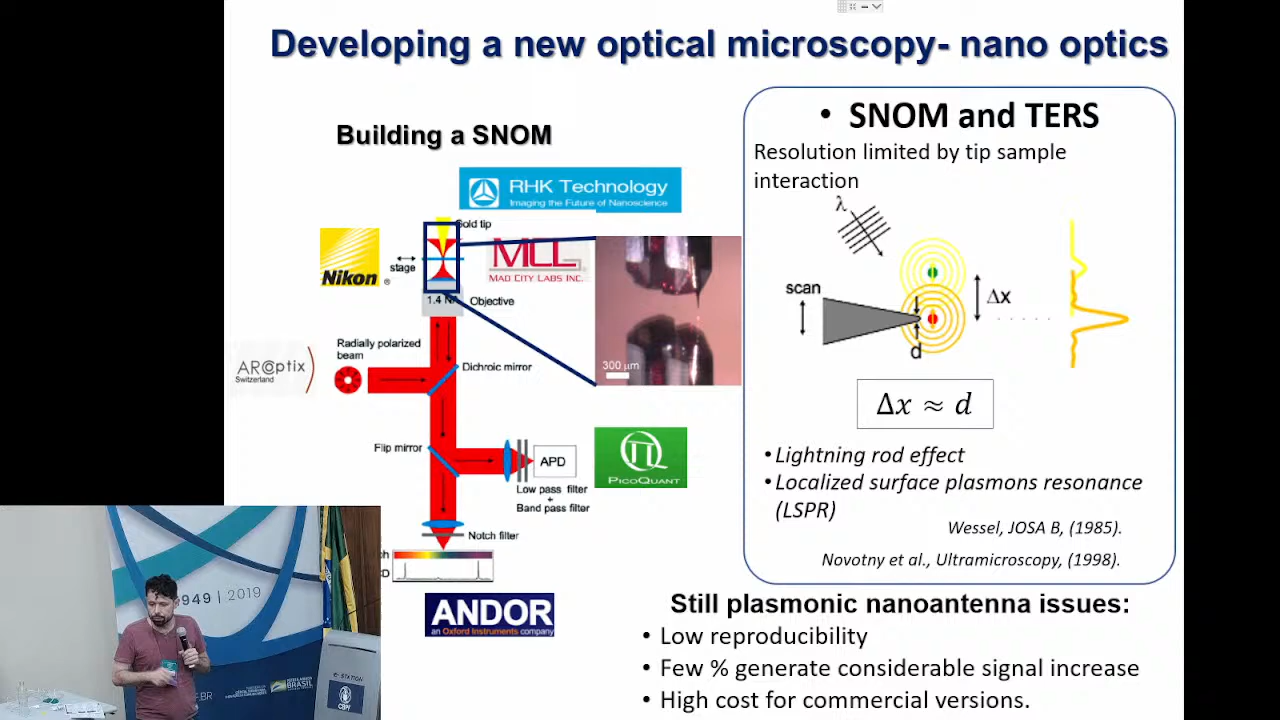 Developing a new optical microscopy- nano optics
Building a SNOM
RHK Technology
Imaging the Future of Nanoscience
Nikon
®
Gold tip
stage
MCL
MAD CITY LABS INC.
1.4 NA
Objective
300 µm
Radially polarized
beam
ARCoptix
Switzerland
Dichroic mirror
Flip mirror
APD
PicoQuant
Low pass filter
+
Band pass filter
Notch filter
ANDOR
an Oxford Instruments company
• SNOM and TERS
Resolution limited by tip sample
interaction
λ
scan
Δx
d
Δx ≈ d
• Lightning rod effect
• Localized surface plasmons resonance
(LSPR)
Wessel, JOSA B, (1985).
Novotny et al., Ultramicroscopy, (1998).
Still plasmonic nanoantenna issues:
• Low reproducibility
• Few % generate considerable signal increase
• High cost for commercial versions.
1949 | 2019
BRASIL
CBPF